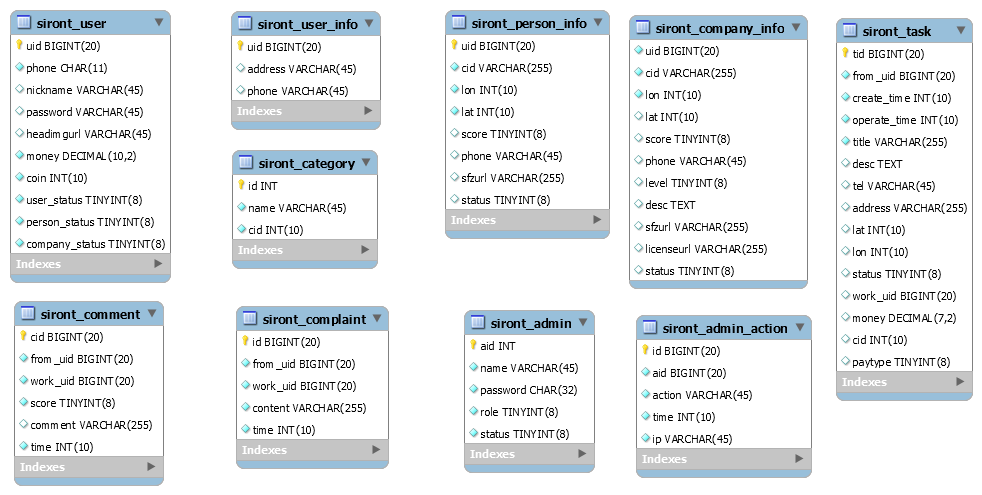 siront_user
uid BIGINT(20)
phone CHAR(11)
nickname VARCHAR(45)
password VARCHAR(45)
headimgurl VARCHAR(45)
money DECIMAL(10,2)
coin INT(10)
user_status TINYINT(8)
person_status TINYINT(8)
company_status TINYINT(8)
Indexes
siront_user_info
uid BIGINT(20)
address VARCHAR(45)
phone VARCHAR(45)
Indexes
siront_category
id INT
name VARCHAR(45)
cid INT(10)
Indexes
siront_person_info
uid BIGINT(20)
cid VARCHAR(255)
lon INT(10)
lat INT(10)
score TINYINT(8)
phone VARCHAR(45)
sfzurl VARCHAR(255)
status TINYINT(8)
Indexes
siront_company_info
uid BIGINT(20)
cid VARCHAR(255)
lon INT(10)
lat INT(10)
score TINYINT(8)
phone VARCHAR(45)
level TINYINT(8)
desc TEXT
sfzurl VARCHAR(255)
licenseurl VARCHAR(255)
status TINYINT(8)
siront_task
tid BIGINT(20)
from_uid BIGINT(20)
create_time INT(10)
operate_time INT(10)
title VARCHAR(255)
desc TEXT
tel VARCHAR(45)
address VARCHAR(255)
lat INT(10)
lon INT(10)
status TINYINT(8)
work_uid BIGINT(20)
money DECIMAL(7,2)
cid INT(10)
paytype TINYINT(8)
Indexes
siront_comment
cid BIGINT(20)
from_uid BIGINT(20)
work_uid BIGINT(20)
score TINYINT(8)
comment VARCHAR(255)
time INT(10)
Indexes
siront_complaint
id BIGINT(20)
from_uid BIGINT(20)
work_uid BIGINT(20)
content VARCHAR(255)
time INT(10)
Indexes
siront_admin
aid INT
name VARCHAR(45)
password CHAR(32)
role TINYINT(8)
status TINYINT(8)
Indexes
siront_admin_action
id BIGINT(20)
aid BIGINT(20)
action VARCHAR(45)
time INT(10)
ip VARCHAR(45)
Indexes